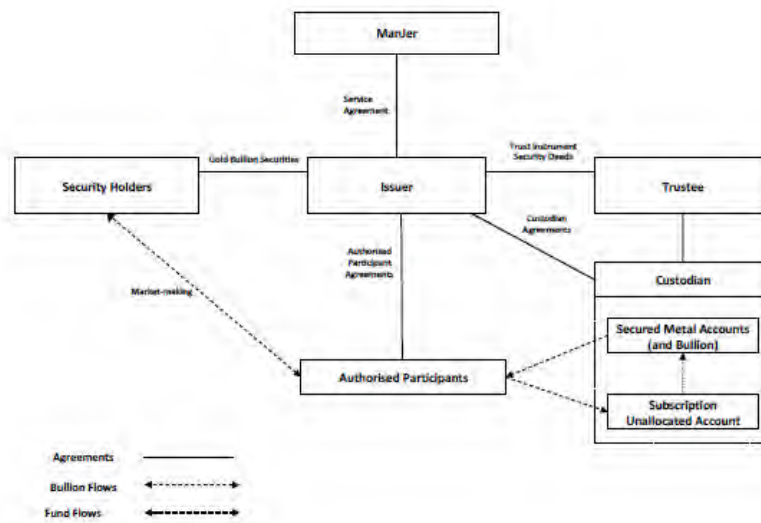 ManJer
Service
Agreement
Gold Bullion Securities
Trust Instrument
Security Deeds
Security Holders
Issuer
Trustee
Custodian
Agreements
Authorised
Participant
Agreements
Custodian
Market-making
Secured Metal Accounts
(and Bullion)
Authorised Participants
Subscription
Unallocated Account
Agreements
Bullion Flows
Fund Flows